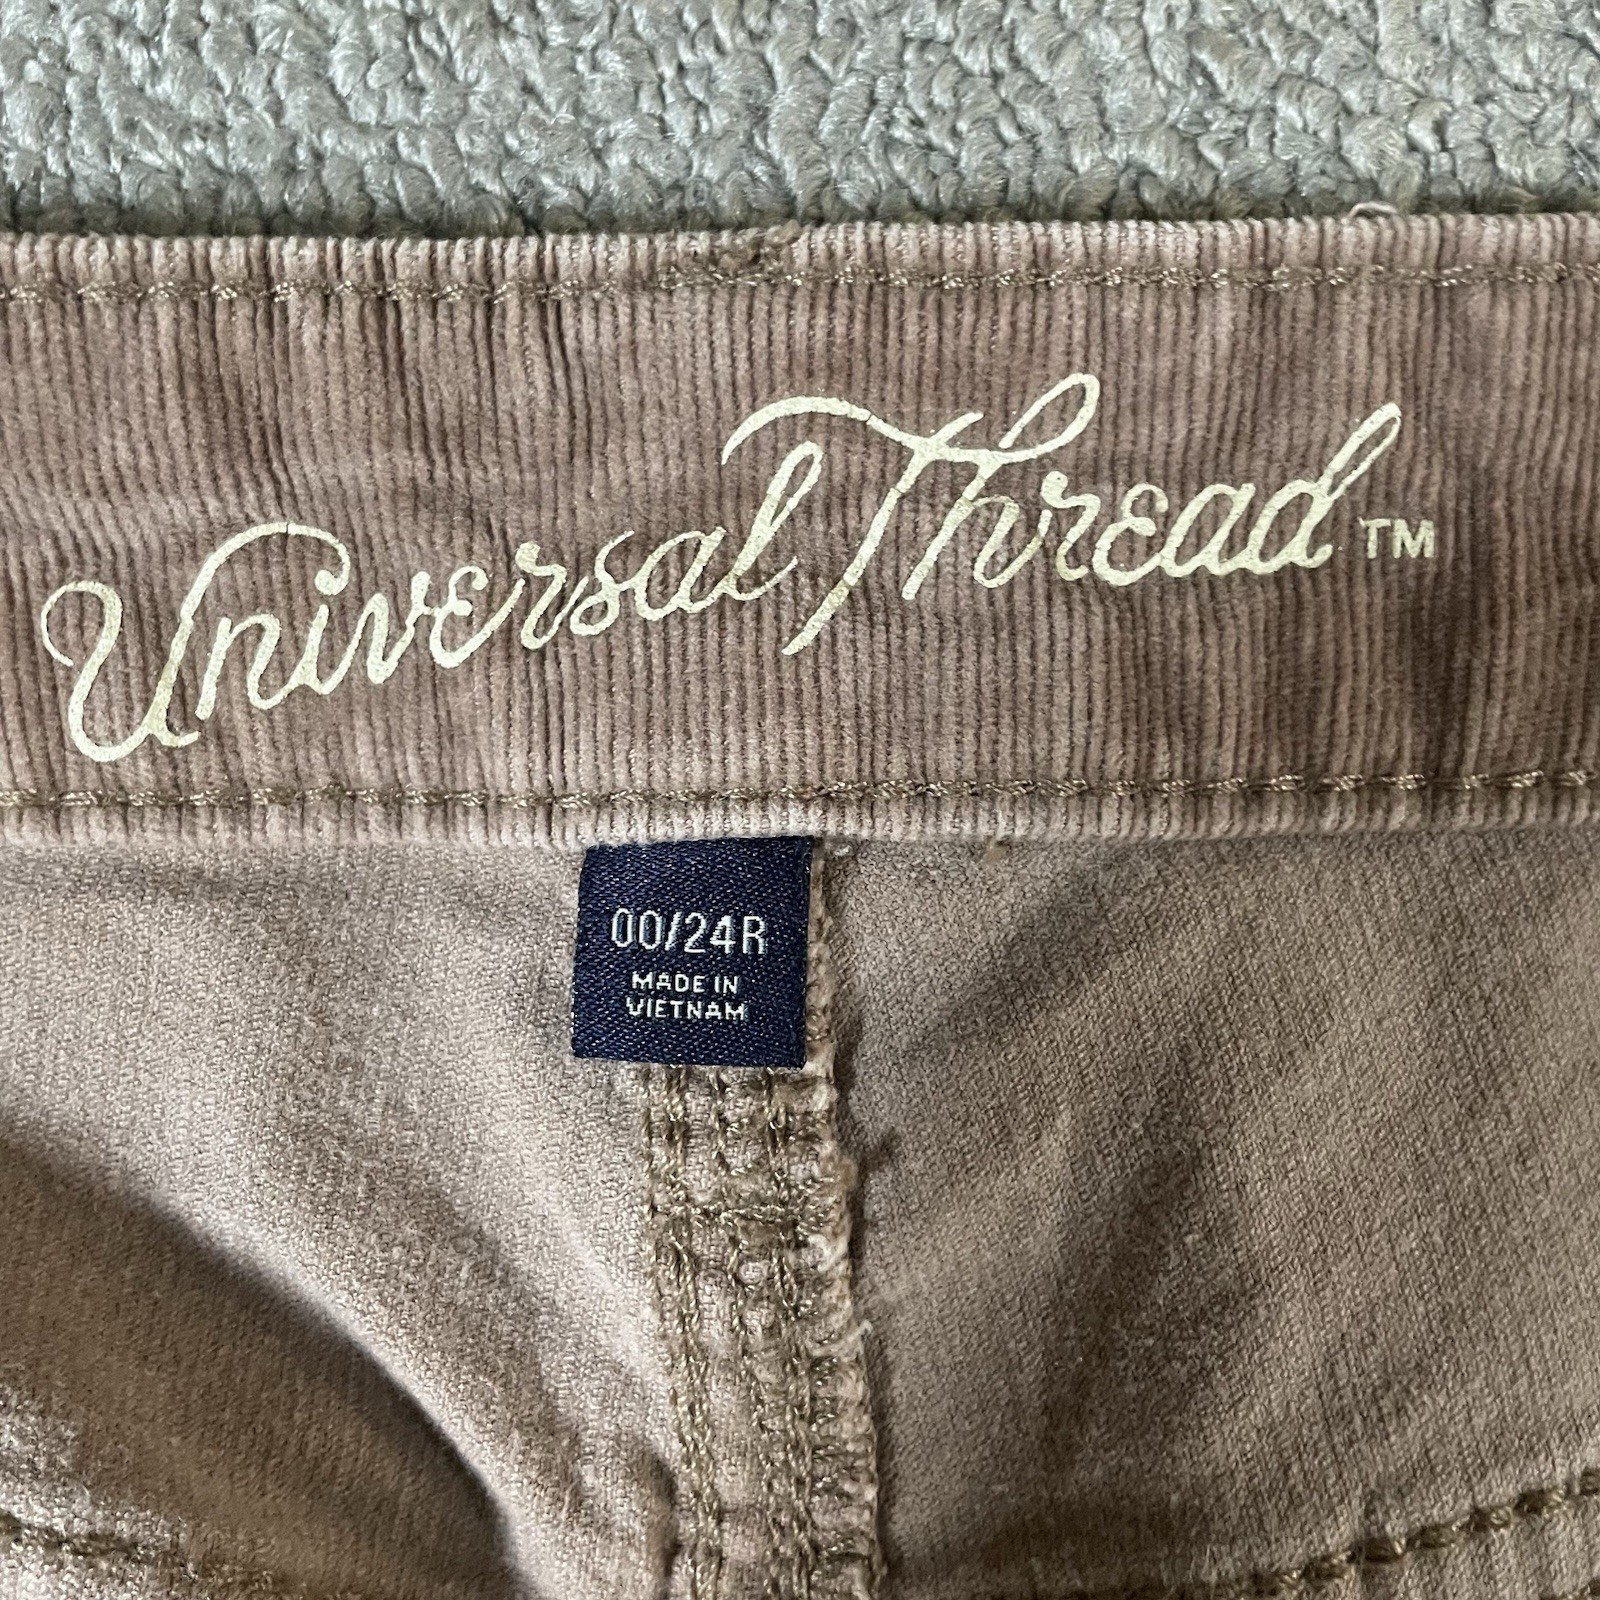 Universal Thread™
00/24R
MADE IN
VIETNAM